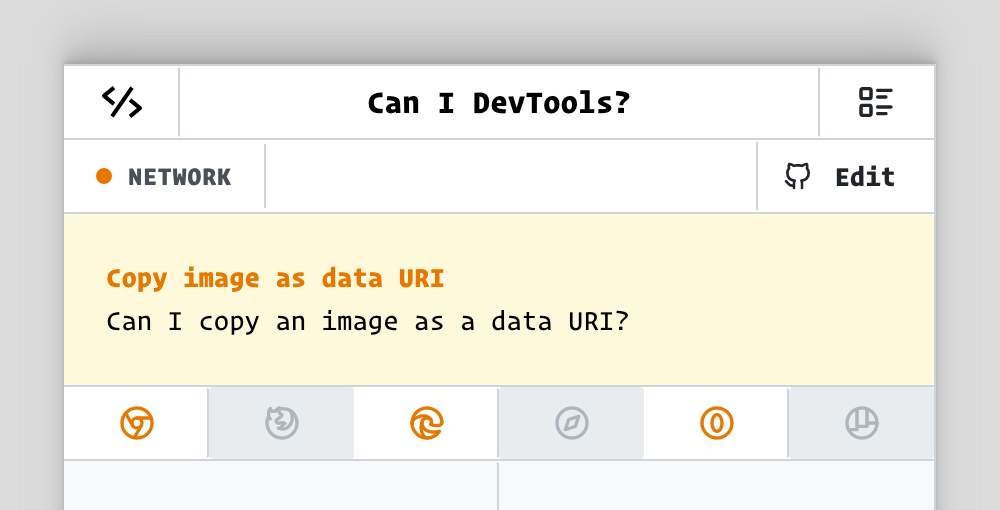 Can I DevTools?
NETWORK
Edit
Copy image as data URI
Can I copy an image as a data URI?